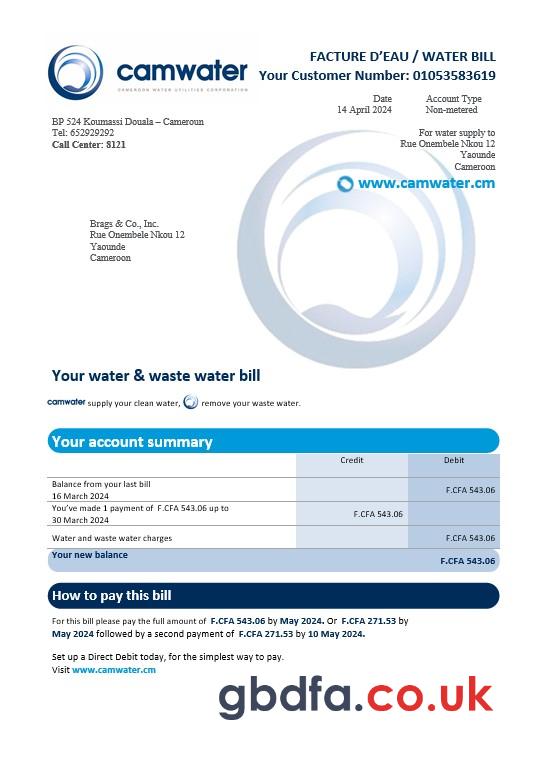 camwater
CAMEROON WATER UTILITIES CORPORATION
FACTURE D'EAU / WATER BILL
Your Customer Number: 01053583619
Date Account Type
14 April 2024 Non-metered
BP 524 Koumassi Douala – Cameroun
Tel: 652929292
Call Center: 8121
For water supply to
Rue Onembele Nkou 12
Yaounde
Cameroon
www.camwater.cm
Brags & Co., Inc.
Rue Onembele Nkou 12
Yaounde
Cameroon
Your water & waste water bill
camwater supply your clean water, remove your waste water.
Your account summary
Credit Debit
Balance from your last bill
16 March 2024 F.CFA 543.06
You've made 1 payment of F.CFA 543.06 up to
30 March 2024 F.CFA 543.06
Water and waste water charges F.CFA 543.06
Your new balance F.CFA 543.06
How to pay this bill
For this bill please pay the full amount of F.CFA 543.06 by May 2024. Or F.CFA 271.53 by
May 2024 followed by a second payment of F.CFA 271.53 by 10 May 2024.
Set up a Direct Debit today, for the simplest way to pay.
Visit www.camwater.cm
gbdfa.co.uk